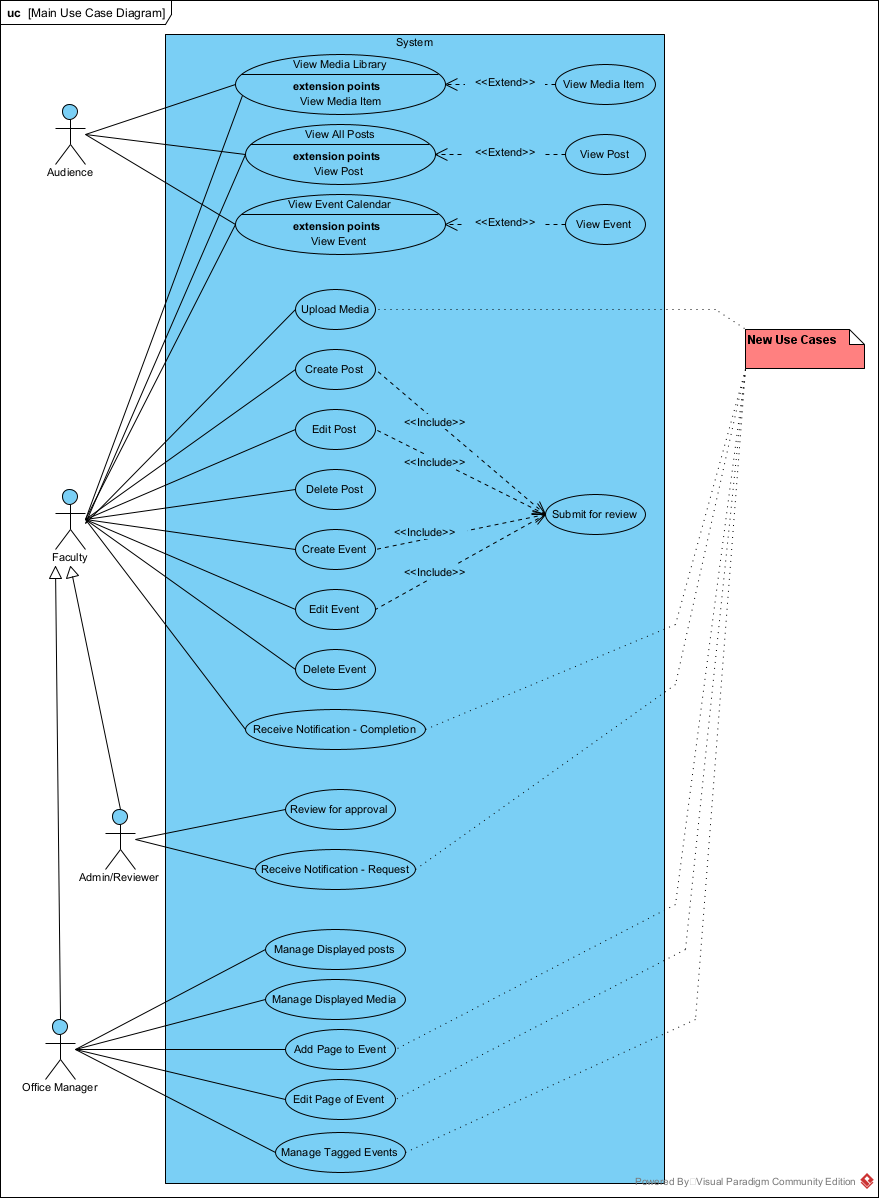 uc [Main Use Case Diagram]
System
View Media Library
extension points
View Media Item
<<Extend>>
View Media Item
View All Posts
extension points
View Post
<<Extend>>
View Post
Audience
View Event Calendar
extension points
View Event
<<Extend>>
View Event
Upload Media
New Use Cases
Create Post
<<Include>>
Edit Post
<<Include>>
Delete Post
Submit for review
<<Include>>
Create Event
Faculty
<<Include>>
Edit Event
Delete Event
Receive Notification - Completion
Review for approval
Receive Notification - Request
Admin/Reviewer
Manage Displayed posts
Manage Displayed Media
Add Page to Event
Office Manager
Edit Page of Event
Manage Tagged Events
Powered By Visual Paradigm Community Edition